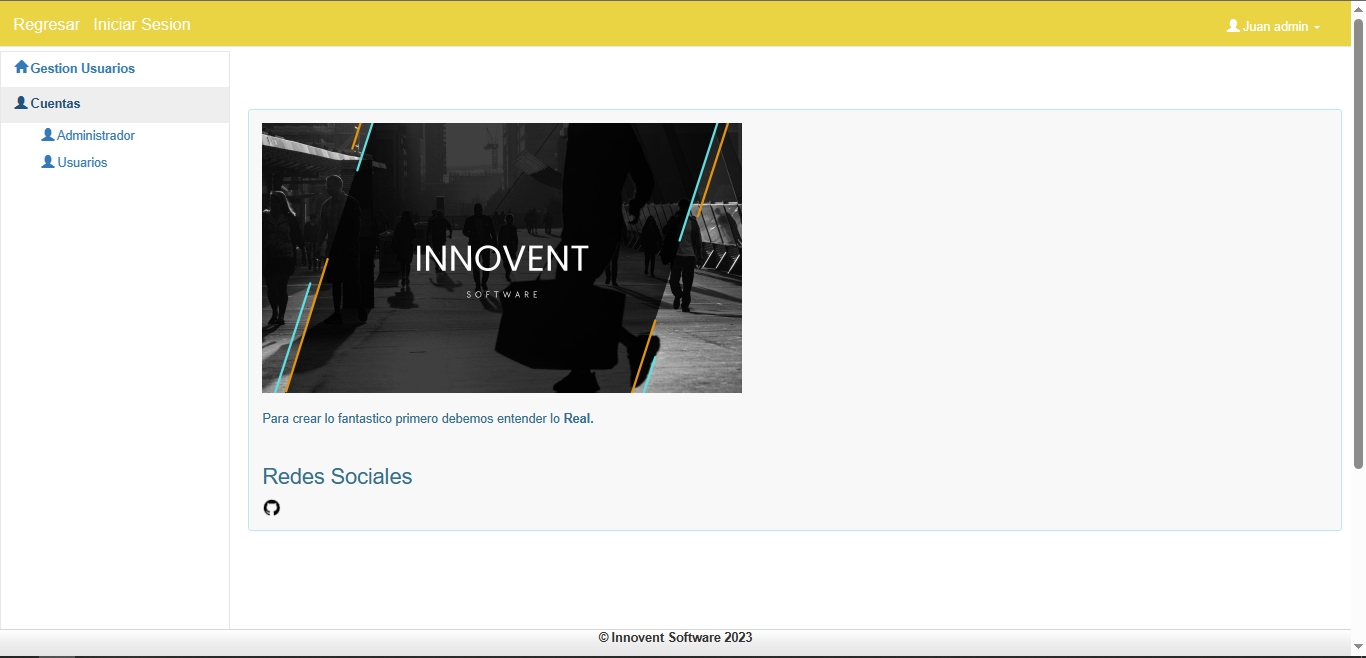 Regresar Iniciar Sesion
Juan admin
Gestion Usuarios
Cuentas
Administrador
Usuarios
INNOVENT
SOFTWARE
Para crear lo fantastico primero debemos entender lo Real.
Redes Sociales
© Innovent Software 2023